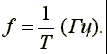 f = 1/T (Гц).